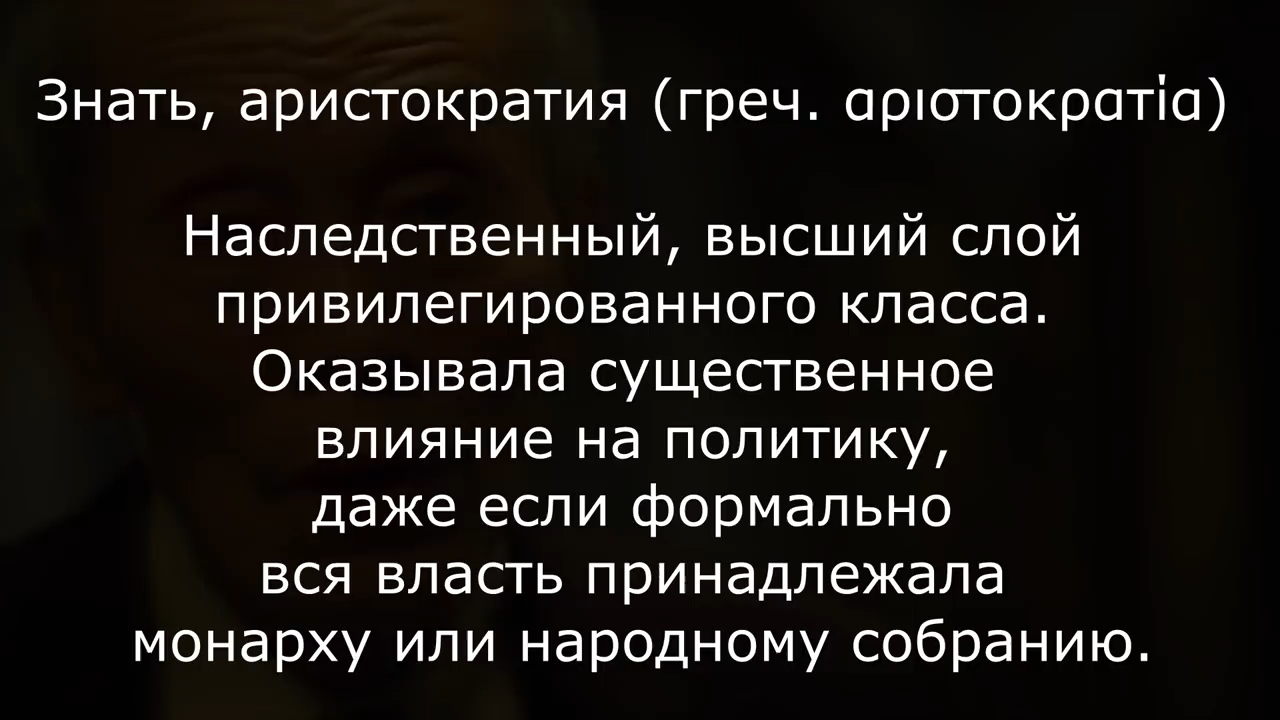 Знать, аристократия (греч. αριστοκρατία)
Наследственный, высший слой
привилегированного класса.
Оказывала существенное
влияние на политику,
даже если формально
вся власть принадлежала
монарху или народному собранию.